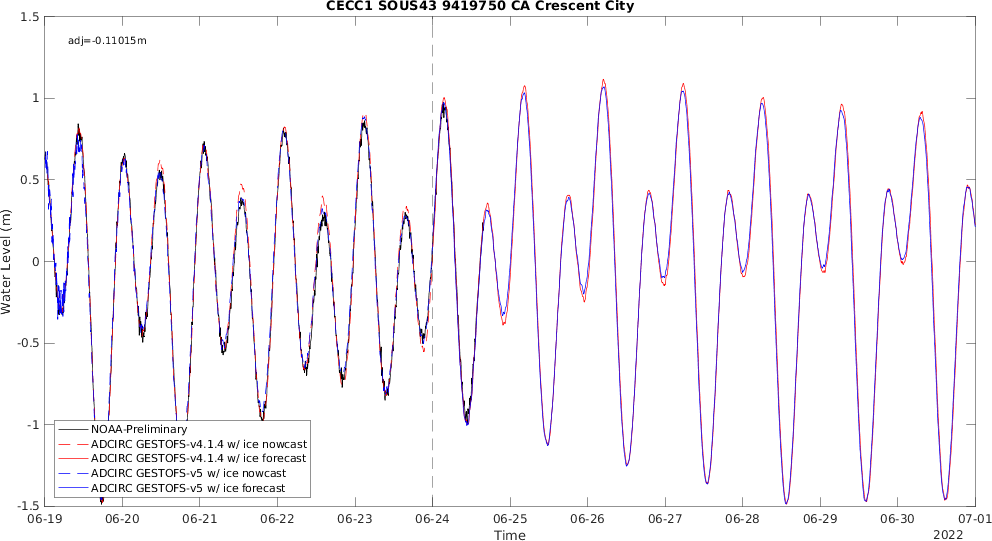 CECC1 SOUS43 9419750 CA Crescent City
adj=-0.11015m
1.5
1
0.5
0
-0.5
-1
-1.5
Water Level (m)
NOAA-Preliminary
ADCIRC GESTOFS-v4.1.4 w/ ice nowcast
ADCIRC GESTOFS-v4.1.4 w/ ice forecast
ADCIRC GESTOFS-v5 w/ ice nowcast
ADCIRC GESTOFS-v5 w/ ice forecast
06-19 06-20 06-21 06-22 06-23 06-24 06-25 06-26 06-27 06-28 06-29 06-30 07-01
Time
2022